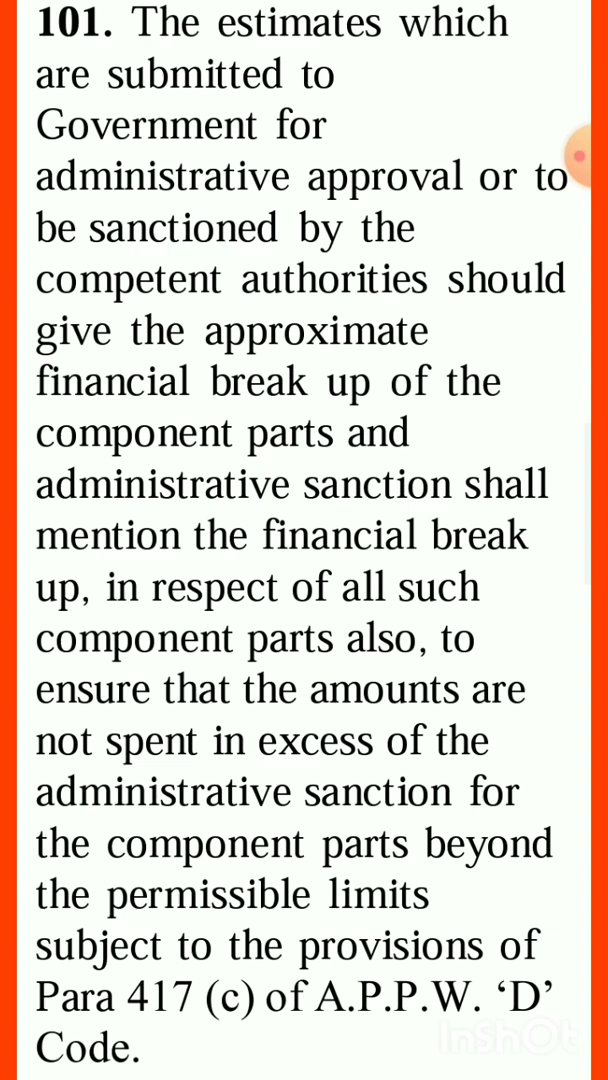 101. The estimates which
are submitted to
Government for
administrative approval or to
be sanctioned by the
competent authorities should
give the approximate
financial break up of the
component parts and
administrative sanction shall
mention the financial break
up, in respect of all such
component parts also, to
ensure that the amounts are
not spent in excess of the
administrative sanction for
the component parts beyond
the permissible limits
subject to the provisions of
Para 417 (c) of A.P.P.W. ‘D’
Code.
InShOt